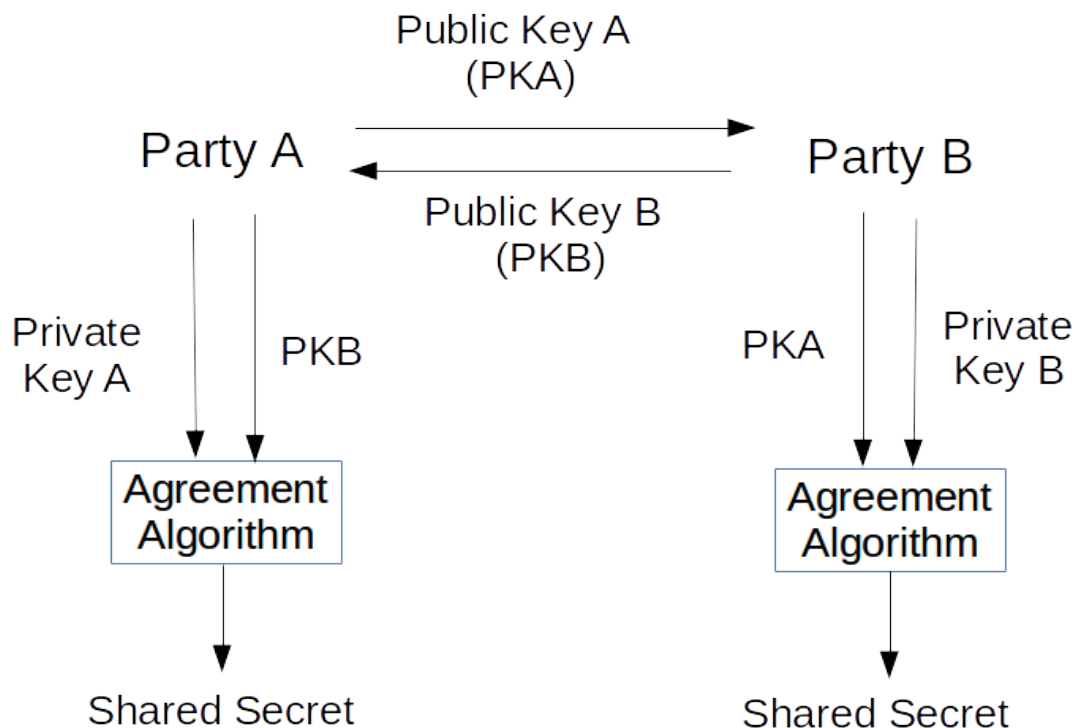 Public Key A
(PKA)
Party A
Party B
Public Key B
(PKB)
Private
Key A
PKB
PKA
Private
Key B
Agreement
Algorithm
Agreement
Algorithm
Shared Secret
Shared Secret